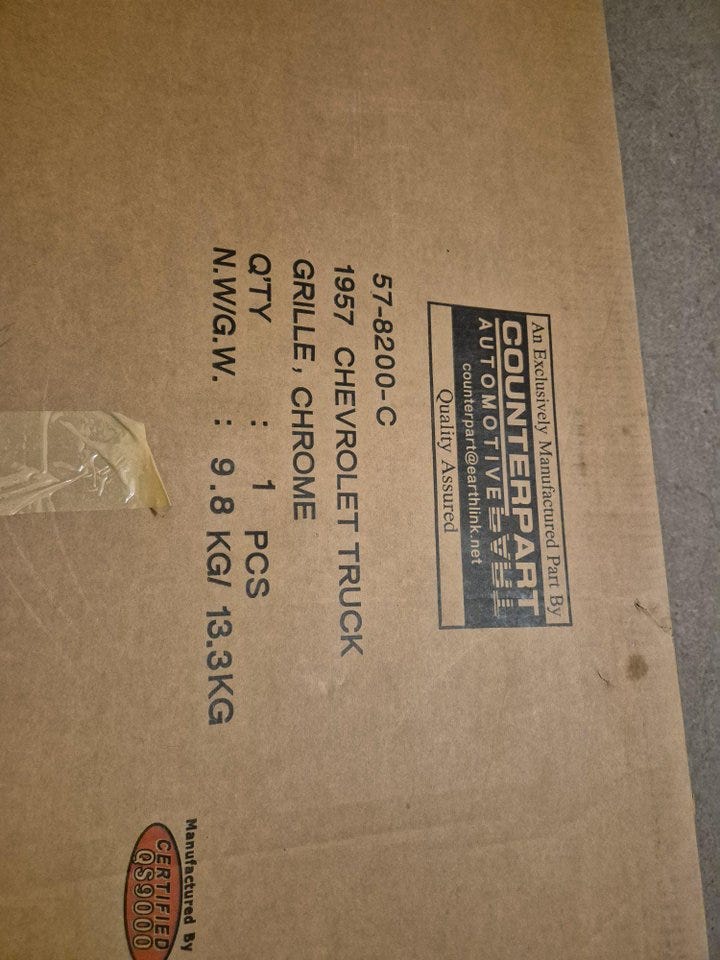 An Exclusively Manufactured Part By
COUNTERPART
AUTOMOTIVE
counterpart@earthlink.net
Quality Assured
57-8200-C
1957 CHEVROLET TRUCK
GRILLE, CHROME
Q'TY : 1 PCS
N.W/G.W. : 9.8 KG/ 13.3KG
Manufactured By
CERTIFIED
QS9000